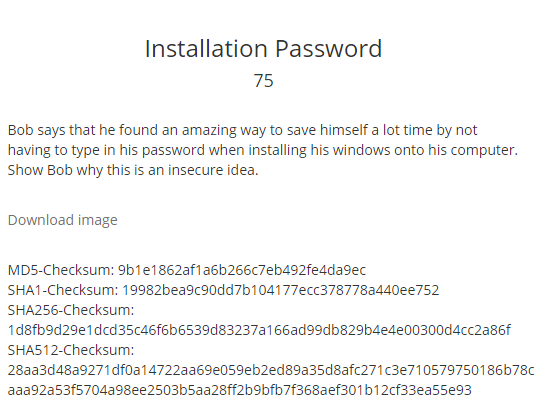 Installation Password
75
Bob says that he found an amazing way to save himself a lot time by not
having to type in his password when installing his windows onto his computer.
Show Bob why this is an insecure idea.
Download image
MD5-Checksum: 9b1e1862af1a6b266c7eb492fe4da9ec
SHA1-Checksum: 19982bea9c90dd7b104177ecc378778a440ee752
SHA256-Checksum:
1d8fb9d29e1dcd35c46f6b6539d83237a166ad99db829b4e4e00300d4cc2a86f
SHA512-Checksum:
28aa3d48a9271df0a14722aa69e059eb2ed89a35d8afc271c3e710579750186b78c
aaa92a53f5704a98ee2503b5aa28ff2b9bfb7f368aef301b12cf33ea55e93